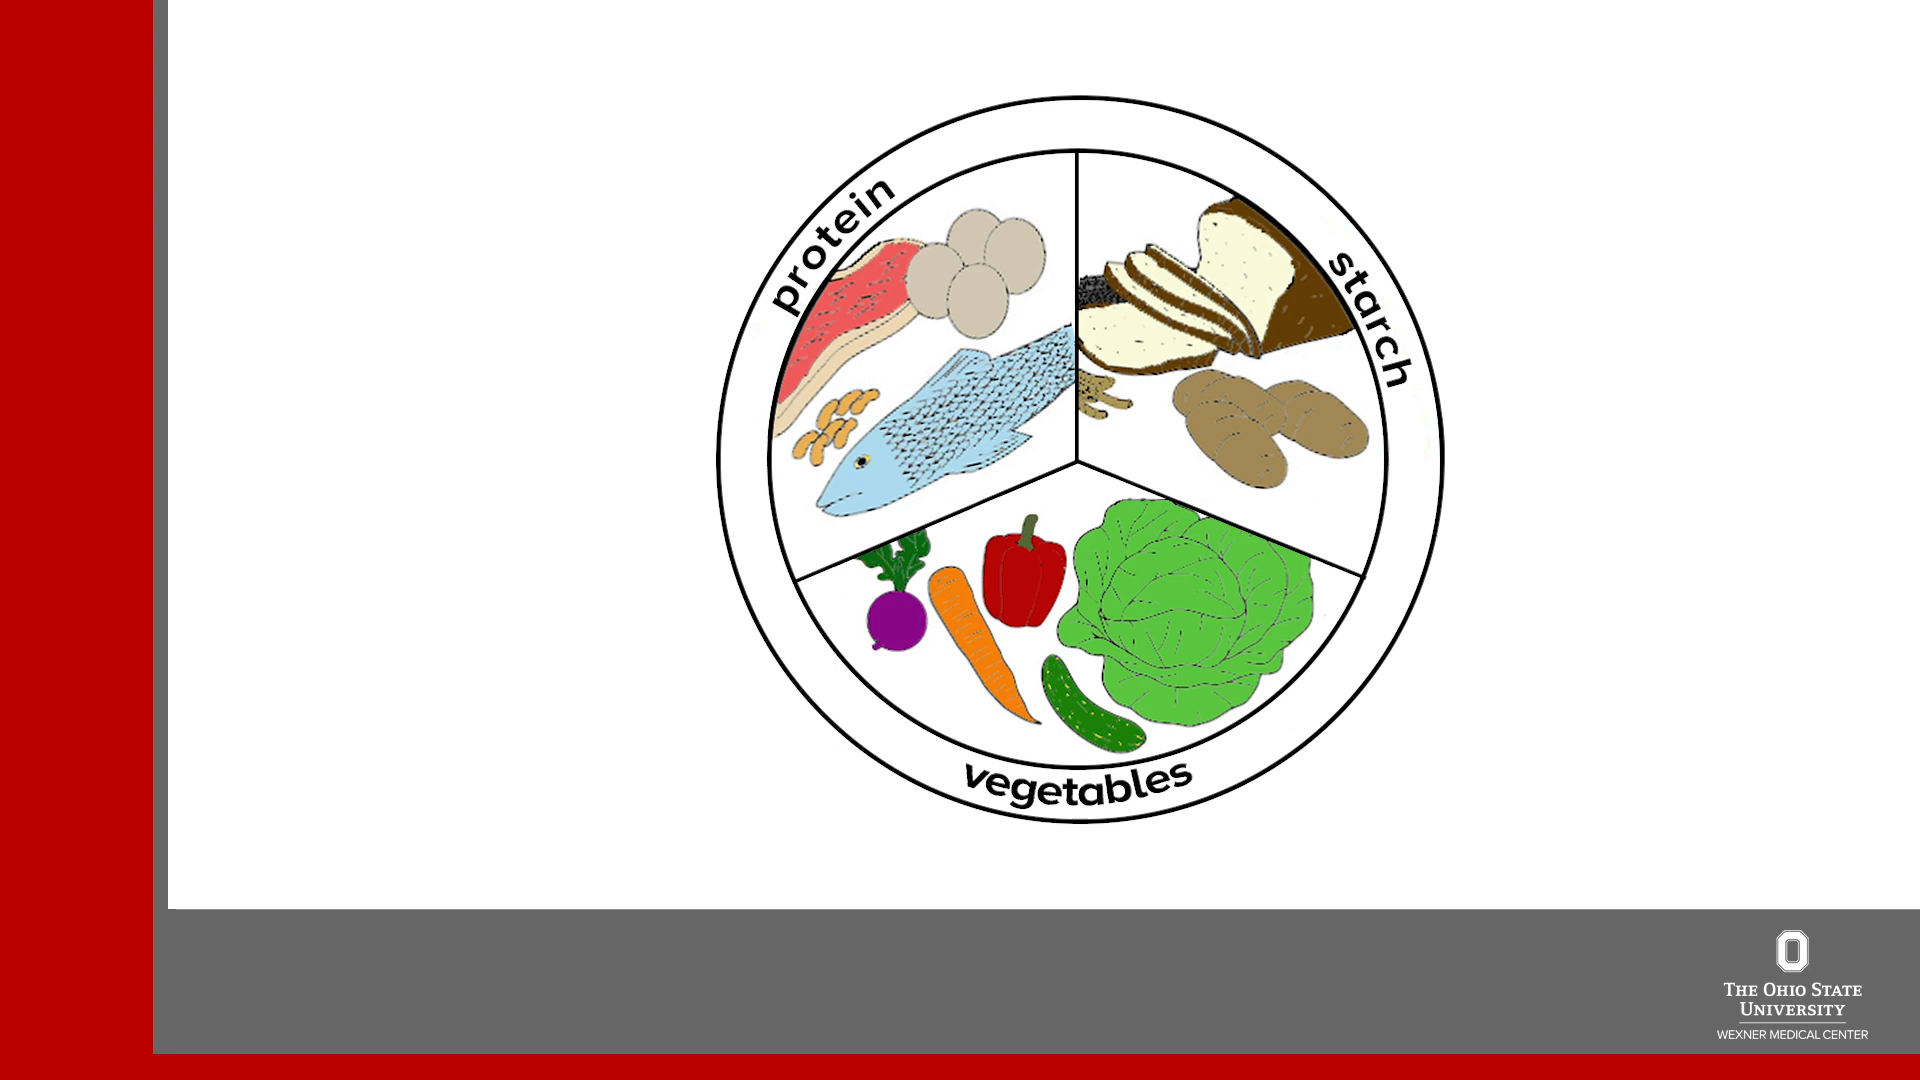 protein
starch
vegetables
THE OHIO STATE
UNIVERSITY
WEXNER MEDICAL CENTER